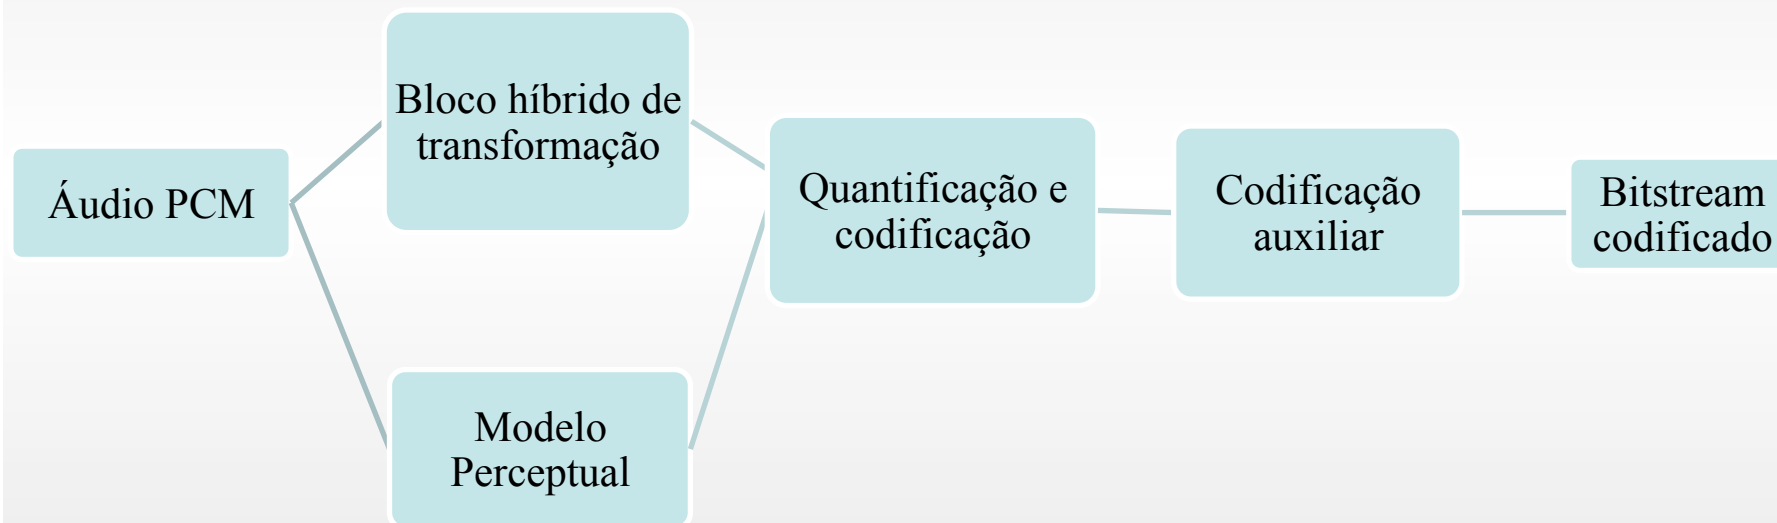 Áudio PCM
Bloco híbrido de
transformação
Modelo
Perceptual
Quantificação e
codificação
Codificação
auxiliar
Bitstream
codificado